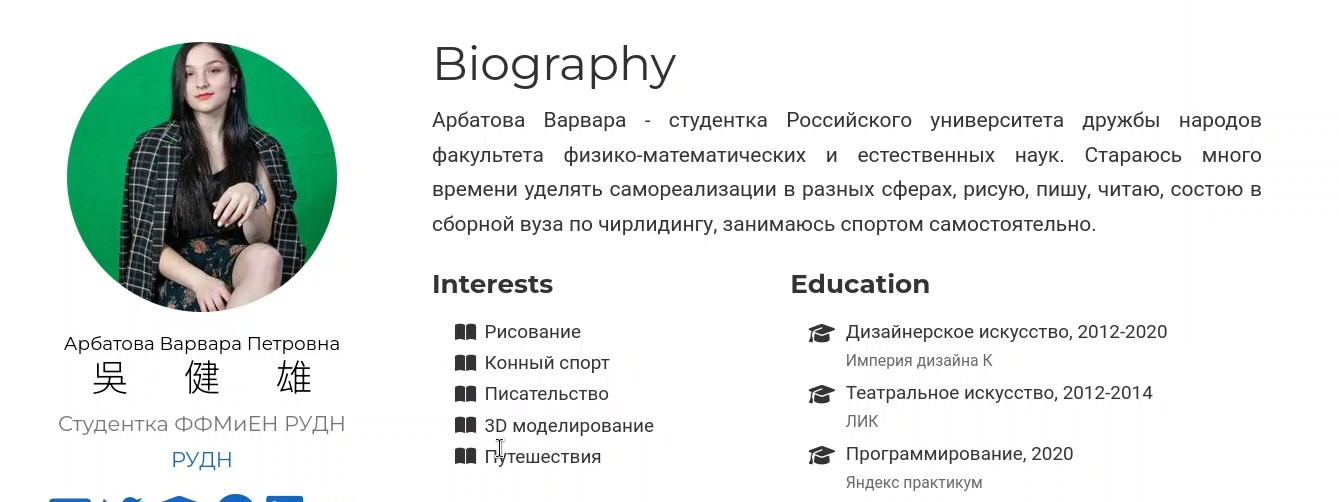 Biography
Арбатова Варвара - студентка Российского университета дружбы народов
факультета физико-математических и естественных наук. Стараюсь много
времени уделять самореализации в разных сферах, рисую, пишу, читаю, состою в
сборной вуза по чирлидингу, занимаюсь спортом самостоятельно.
Арбатова Варвара Петровна
吳 健 雄
Студентка ФФМиЕН РУДН
РУДН
Interests
Рисование
Конный спорт
Писательство
3D моделирование
Путешествия
Education
Дизайнерское искусство, 2012-2020
Империя дизайна К
Театральное искусство, 2012-2014
ЛИК
Программирование, 2020
Яндекс практикум